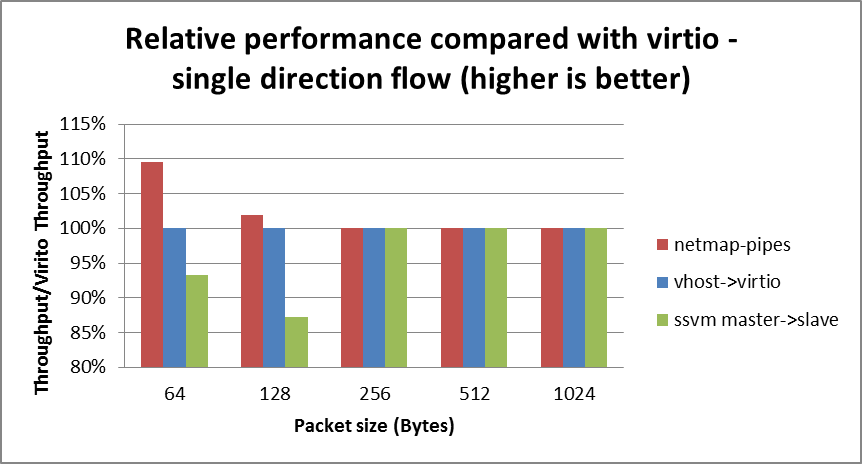 Relative performance compared with virtio -
single direction flow (higher is better)
Throughput/Virito Throughput
115%
110%
105%
100%
95%
90%
85%
80%
64
128
256
512
1024
Packet size (Bytes)
netmap-pipes
vhost->virtio
ssvm master->slave